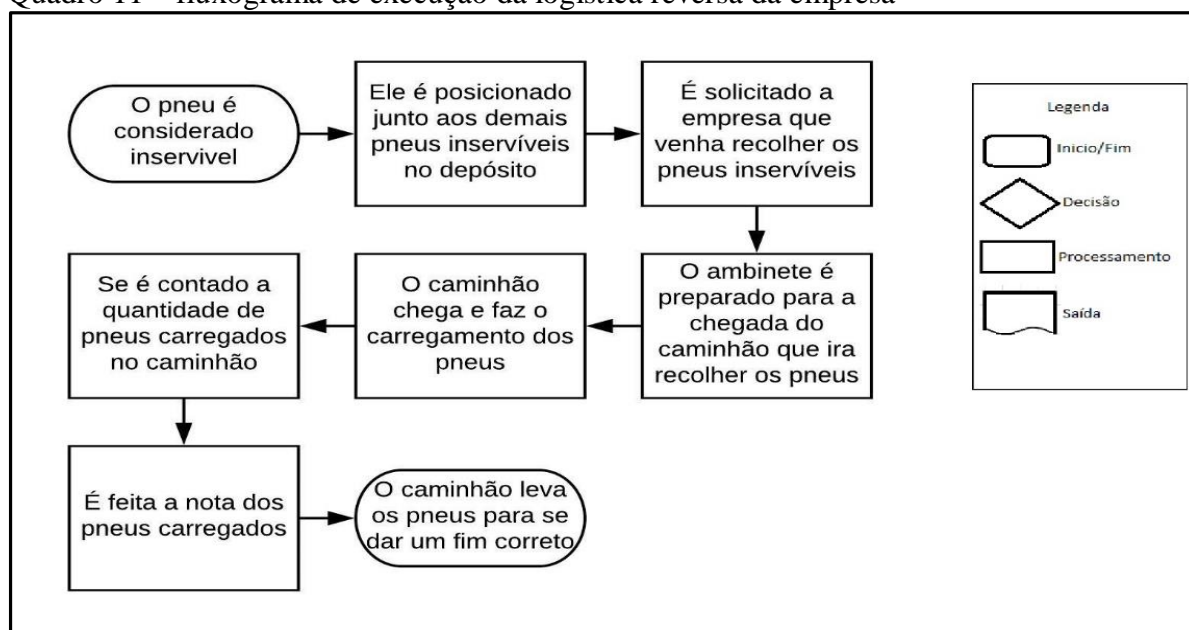 Quadro 11 – fluxograma de execução da logística reversa da empresa
O pneu é
considerado
inservivel
Ele é posicionado
junto aos demais
pneus inservíveis
no depósito
É solicitado a
empresa que
venha recolher os
pneus inservíveis
O ambinete é
preparado para a
chegada do
caminhão que ira
recolher os pneus
O caminhão
chega e faz o
carregamento dos
pneus
Se é contado a
quantidade de
pneus carregados
no caminhão
É feita a nota dos
pneus carregados
O caminhão leva
os pneus para se
dar um fim correto
Legenda
Inicio/Fim
Decisão
Processamento
Saída